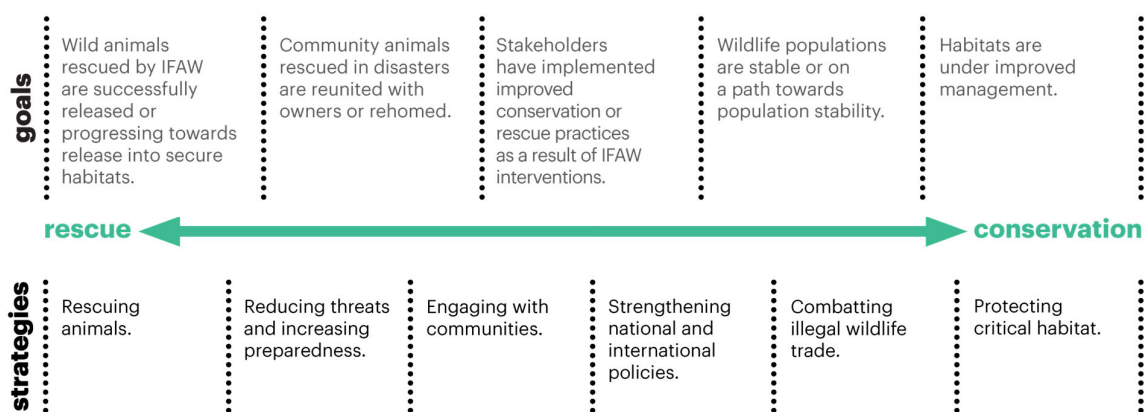 goals
Wild animals
rescued by IFAW
are successfully
released or
progressing towards
release into secure
habitats.
Community animals
rescued in disasters
are reunited with
owners or rehomed.
Stakeholders
have implemented
improved
conservation or
rescue practices
as a result of IFAW
interventions.
Wildlife populations
are stable or on
a path towards
population stability.
Habitats are
under improved
management.
rescue
conservation
strategies
Rescuing
animals.
Reducing threats
and increasing
preparedness.
Engaging with
communities.
Strengthening
national and
international
policies.
Combatting
illegal wildlife
trade.
Protecting
critical habitat.